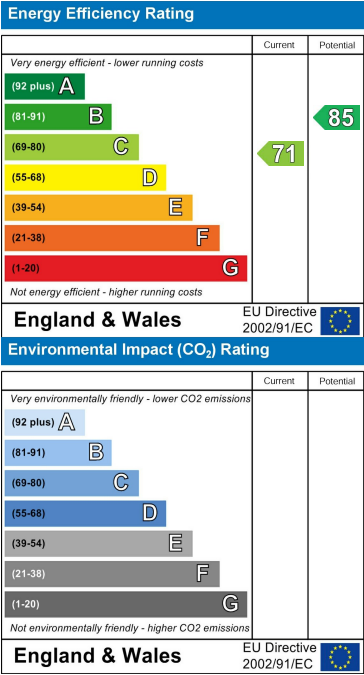 Energy Efficiency Rating
Current Potential
Very energy efficient - lower running costs
(92 plus) A
(81-91) B
85
(69-80) C
71
(55-68) D
(39-54) E
(21-38) F
(1-20) G
Not energy efficient - higher running costs
England & Wales
EU Directive
2002/91/EC
Environmental Impact (CO₂) Rating
Current Potential
Very environmentally friendly - lower CO2 emissions
(92 plus) A
(81-91) B
(69-80) C
(55-68) D
(39-54) E
(21-38) F
(1-20) G
Not environmentally friendly - higher CO2 emissions
England & Wales
EU Directive
2002/91/EC